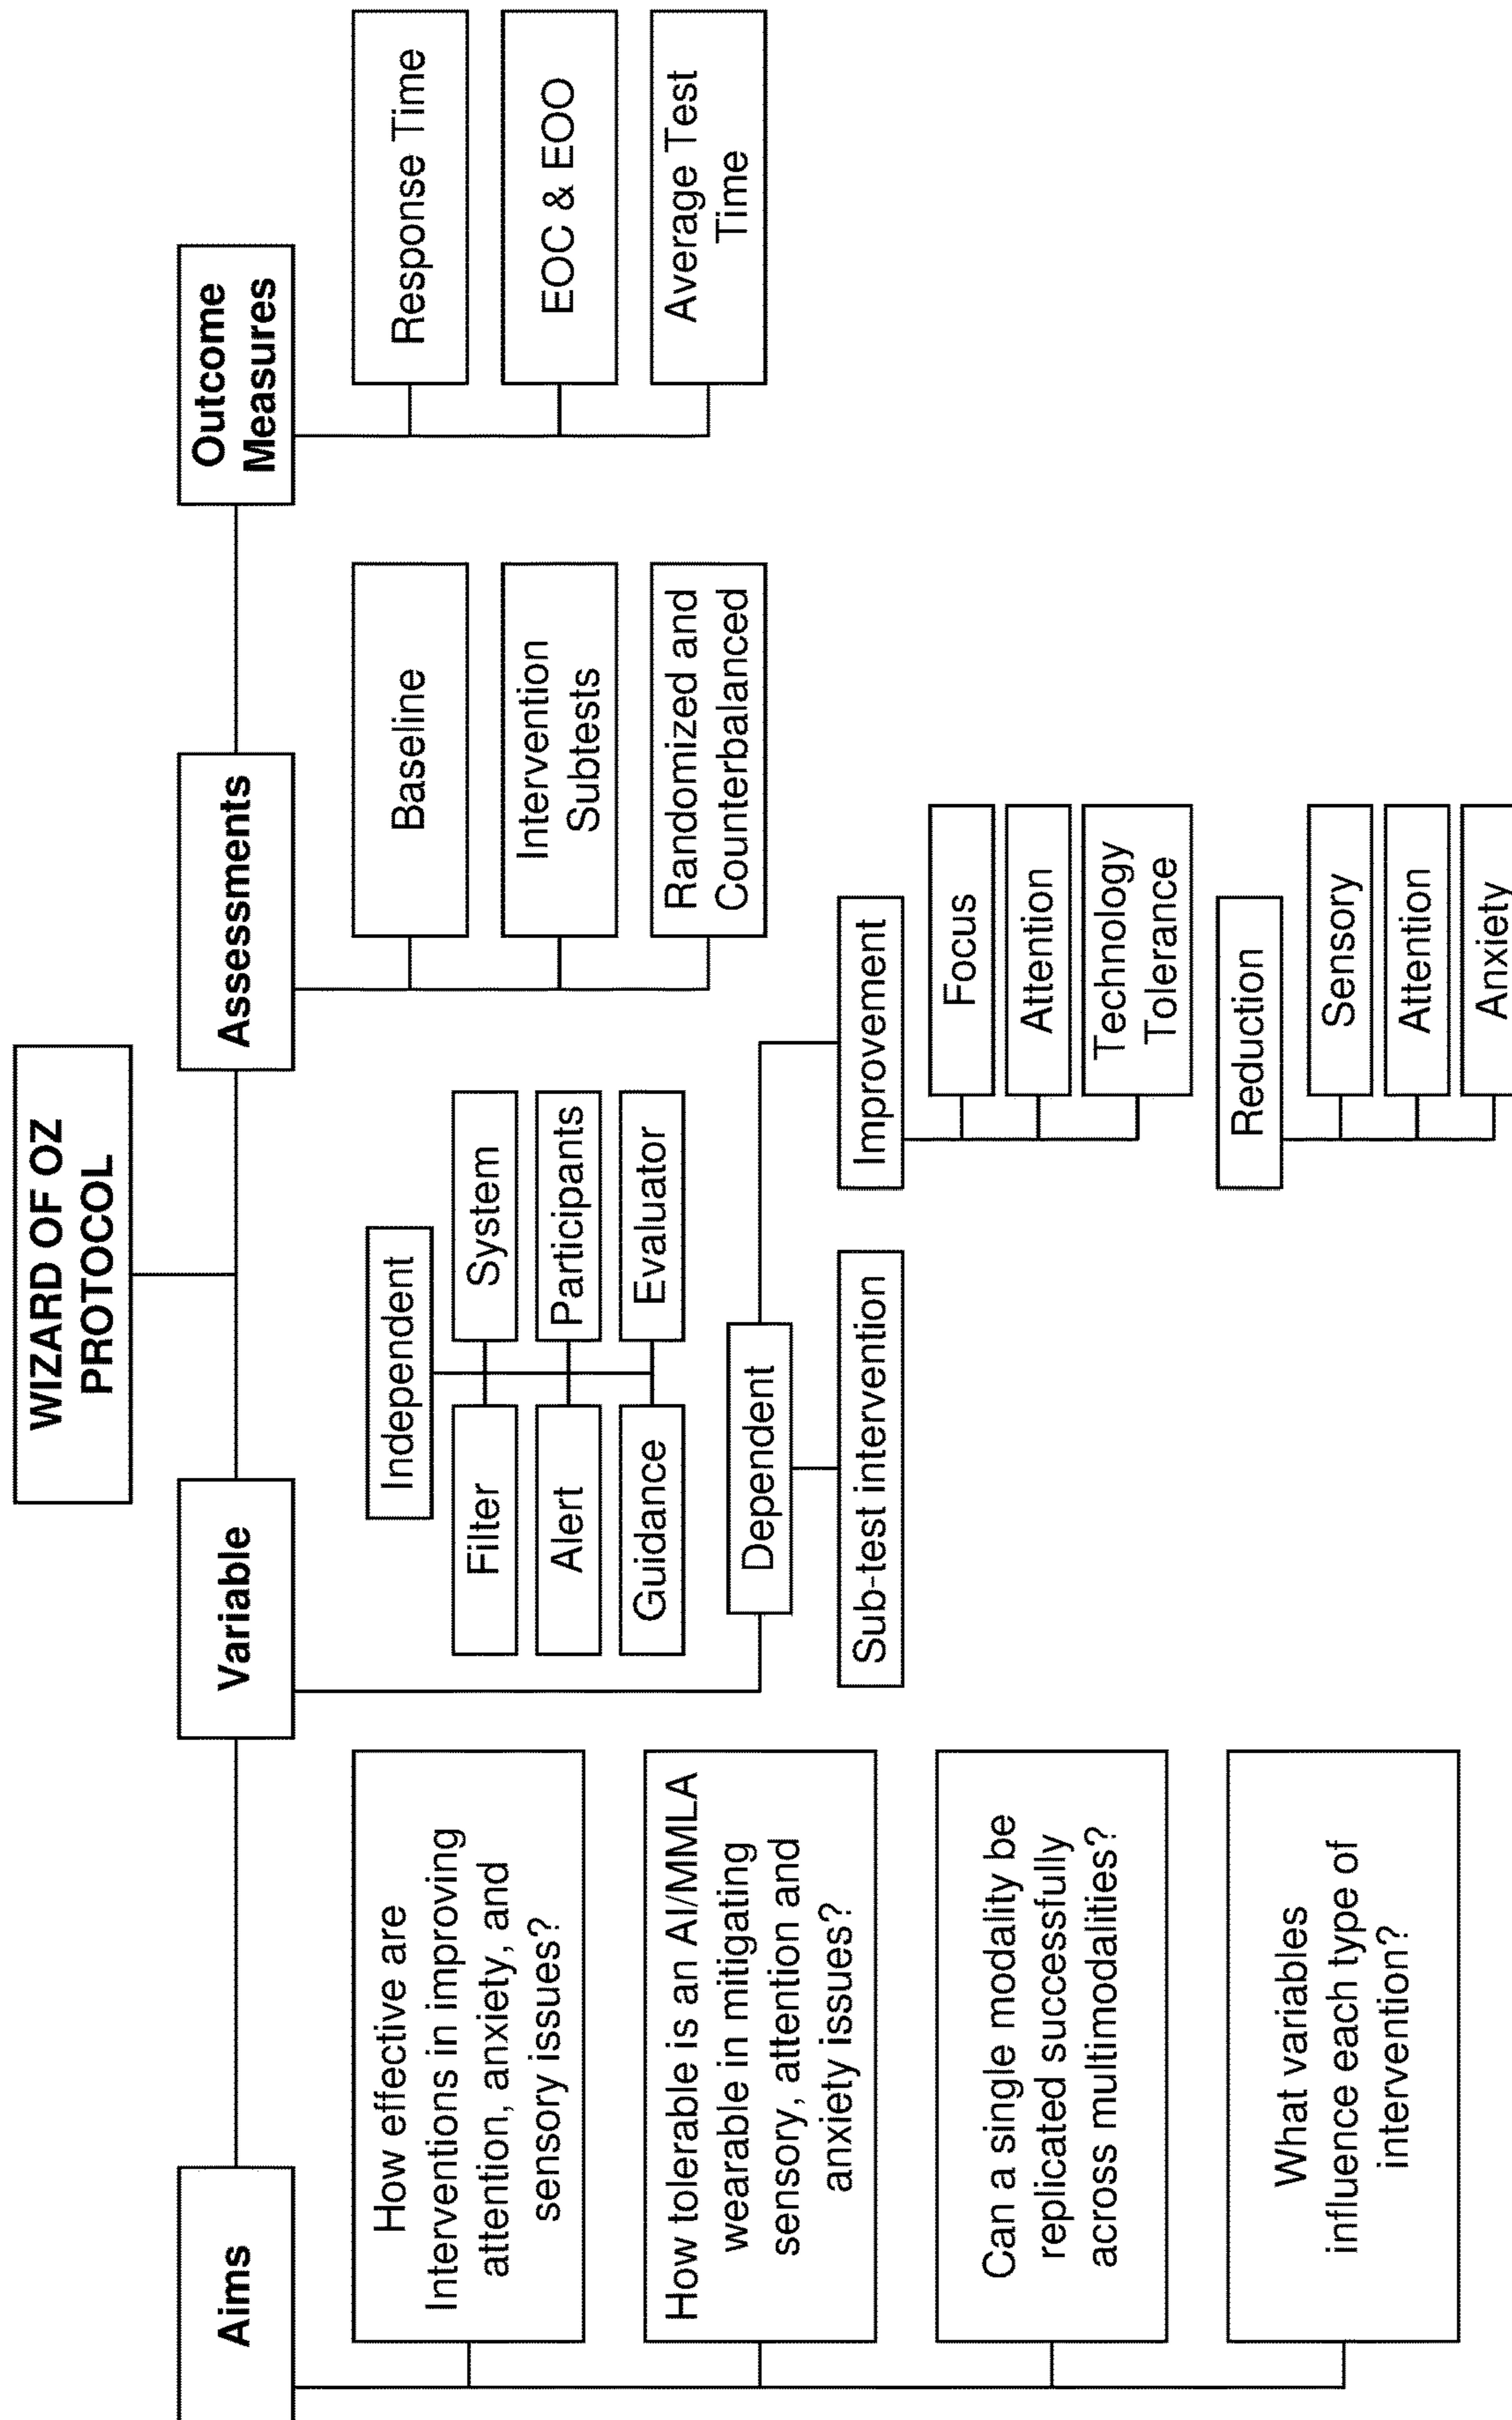 WIZARD OF OZ
PROTOCOL
Aims
How effective are
Interventions in improving
attention, anxiety, and
sensory issues?
How tolerable is an AI/MMLA
wearable in mitigating
sensory, attention and
anxiety issues?
Can a single modality be
replicated successfully
across multimodalities?
What variables
influence each type of
intervention?
Variable
Independent
Filter
System
Alert
Participants
Guidance
Evaluator
Dependent
Sub-test intervention
Improvement
Focus
Attention
Technology
Tolerance
Reduction
Sensory
Attention
Anxiety
Assessments
Baseline
Intervention
Subtests
Randomized and
Counterbalanced
Outcome
Measures
Response Time
EOC & EOO
Average Test
Time